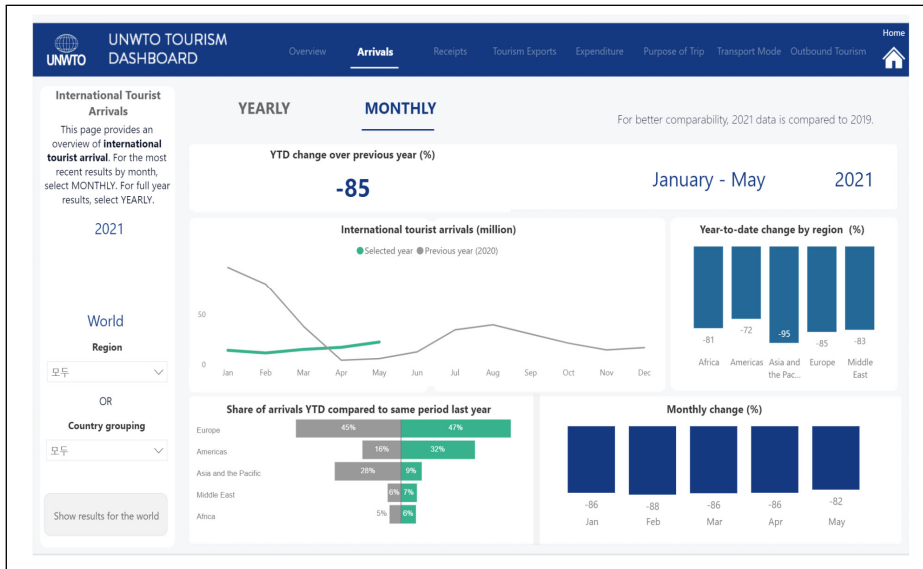 UNWTO
UNWTO TOURISM
DASHBOARD
Overview
Arrivals
Receipts
Tourism Exports
Expenditure
Purpose of Trip
Transport Mode
Outbound Tourism
Home
International Tourist
Arrivals
This page provides an
overview of international
tourist arrival. For the most
recent results by month,
select MONTHLY. For full year
results, select YEARLY.
2021
World
Region
모두
OR
Country grouping
모두
Show results for the world
YEARLY
MONTHLY
For better comparability, 2021 data is compared to 2019.
YTD change over previous year (%)
-85
January - May
2021
International tourist arrivals (million)
Selected year
Previous year (2020)
50
0
Jan
Feb
Mar
Apr
May
Jun
Jul
Aug
Sep
Oct
Nov
Dec
Year-to-date change by region (%)
-81
-72
-95
-85
-83
Africa
Americas
Asia and
the Pac...
Europe
Middle
East
Share of arrivals YTD compared to same period last year
Europe
45%
47%
Americas
16%
32%
Asia and the Pacific
28%
9%
Middle East
6%
7%
Africa
5%
6%
Monthly change (%)
-86
-88
-86
-86
-82
Jan
Feb
Mar
Apr
May